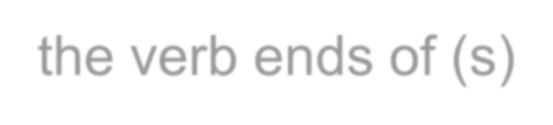 the verb ends of (s)